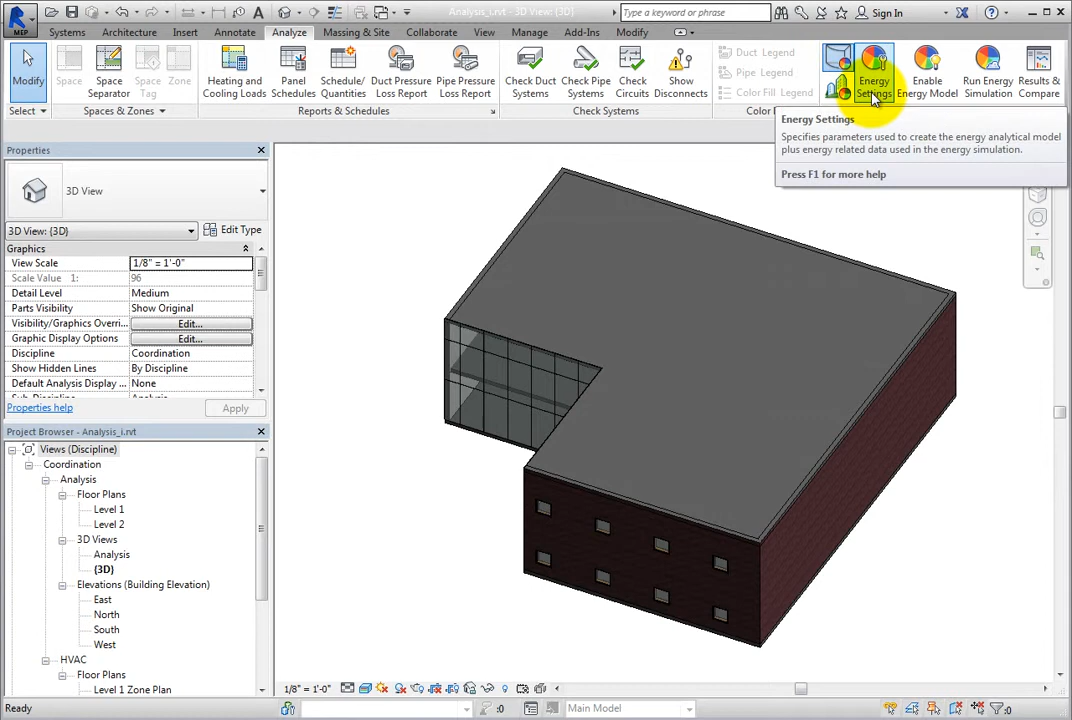 MEP
Analysis_i.rvt - 3D View: {3D}
Type a keyword or phrase
Sign In
Systems
Architecture
Insert
Annotate
Analyze
Massing & Site
Collaborate
View
Manage
Add-Ins
Modify
Modify
Space
Space
Separator
Space
Tag
Zone
Heating and
Cooling Loads
Panel
Schedules
Schedule/
Quantities
Duct Pressure
Loss Report
Pipe Pressure
Loss Report
Check Duct
Systems
Check Pipe
Systems
Check
Circuits
Show
Disconnects
Duct Legend
Pipe Legend
Color Fill Legend
Energy
Settings
Enable
Energy Model
Run Energy
Simulation
Results &
Compare
Select
Spaces & Zones
Reports & Schedules
Check Systems
Color Fill
Energy Settings
Specifies parameters used to create the energy analytical model
plus energy related data used in the energy simulation.
Press F1 for more help
Properties
3D View
3D View: {3D}
Edit Type
Graphics
View Scale 1/8" = 1'-0"
Scale Value 1: 96
Detail Level Medium
Parts Visibility Show Original
Visibility/Graphics Overri... Edit...
Graphic Display Options Edit...
Discipline Coordination
Show Hidden Lines By Discipline
Default Analysis Display ... None
Properties help
Apply
Project Browser - Analysis_i.rvt
Views (Discipline)
Coordination
Analysis
Floor Plans
Level 1
Level 2
3D Views
Analysis
{3D}
Elevations (Building Elevation)
East
North
South
West
HVAC
Floor Plans
Level 1 Zone Plan
1/8" = 1'-0"
Ready
:0
Main Model
:0